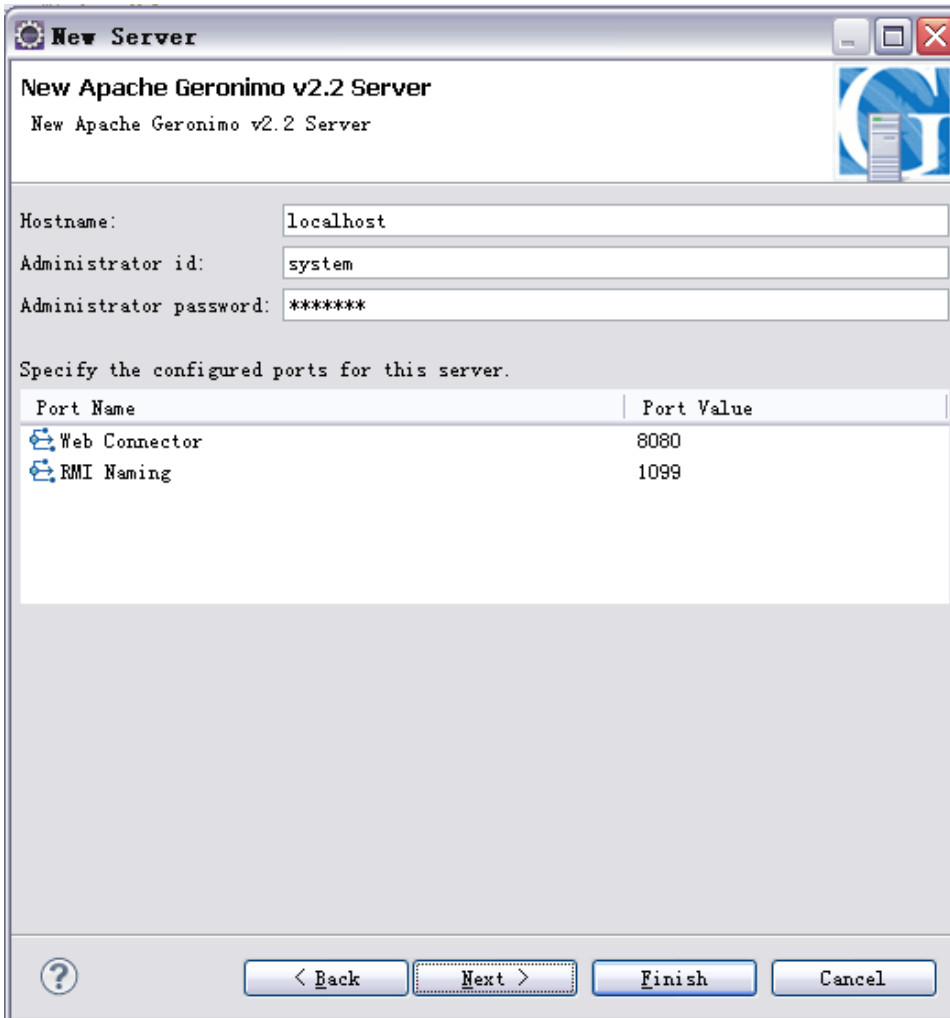 New Server
New Apache Geronimo v2.2 Server
New Apache Geronimo v2.2 Server
Hostname: localhost
Administrator id: system
Administrator password: *******
Specify the configured ports for this server.
Port Name Port Value
Web Connector 8080
RMI Naming 1099
? < Back Next > Finish Cancel